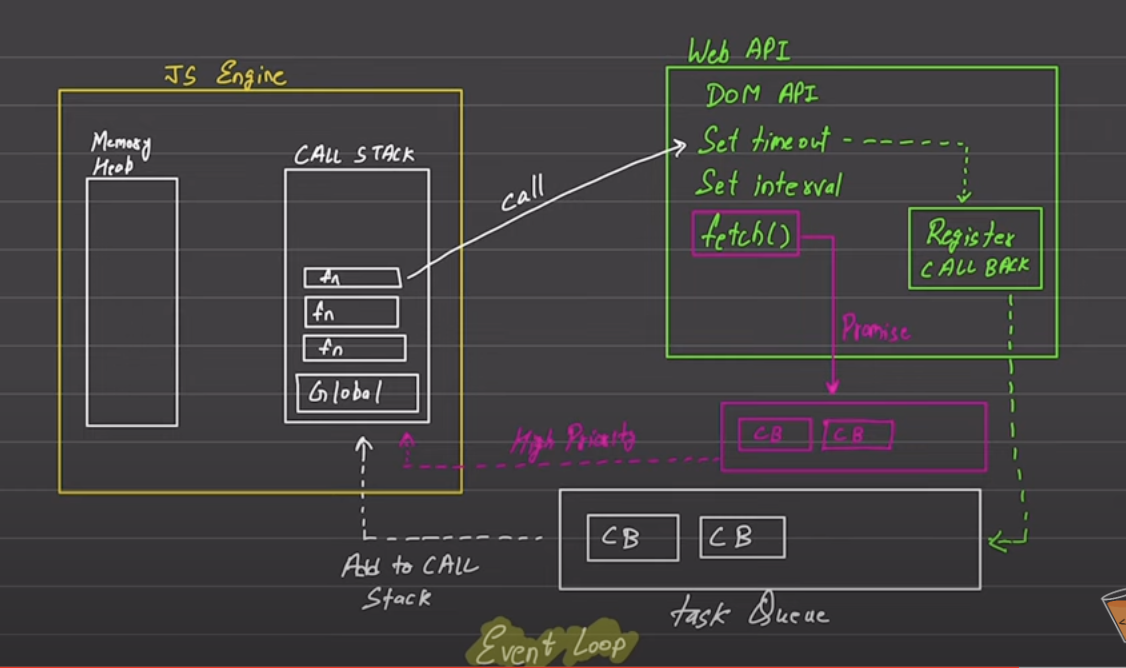 Web API
JS Engine
DOM API
Memory
Heab
CALL STACK
Set timeout
call
Set interval
fetch()
Register
CALL BACK
fn
fn
fn
Promise
Global
High Priority
CB
CB
CB
CB
Add to CALL
Stack
task Queue
Event Loop